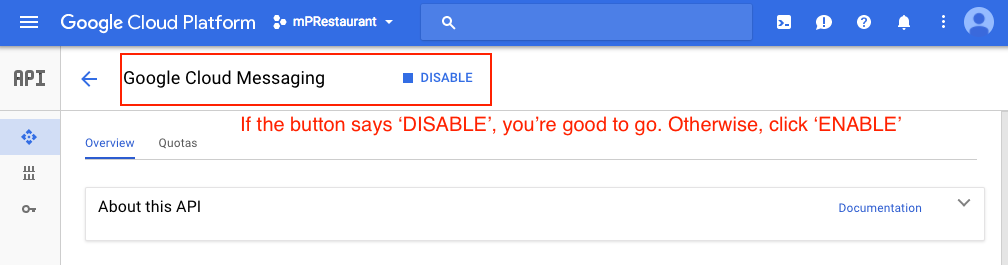 Google Cloud Platform mPRestaurant
API Google Cloud Messaging DISABLE
If the button says ‘DISABLE’, you’re good to go. Otherwise, click ‘ENABLE’
Overview Quotas
About this API Documentation